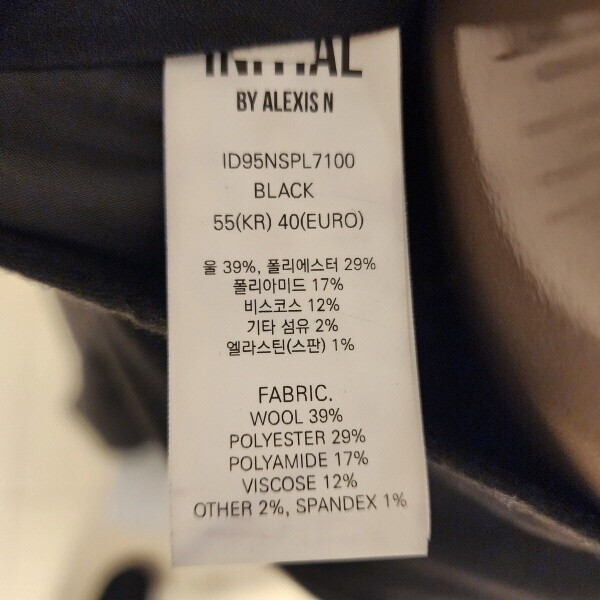 INITIAL
BY ALEXIS N
ID95NSPL7100
BLACK
55(KR) 40(EURO)
울 39%, 폴리에스터 29%
폴리아미드 17%
비스코스 12%
기타 섬유 2%
엘라스틴(스판) 1%
FABRIC.
WOOL 39%
POLYESTER 29%
POLYAMIDE 17%
VISCOSE 12%
OTHER 2%, SPANDEX 1%